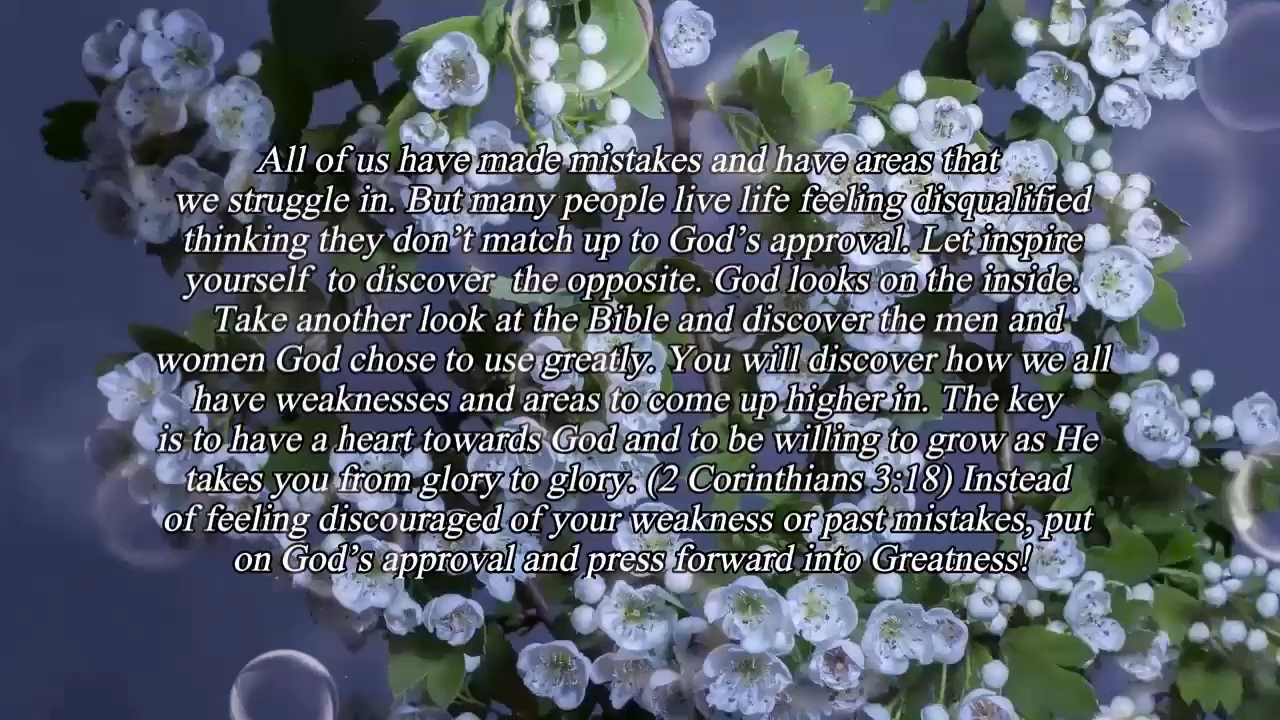 All of us have made mistakes and have areas that
we struggle in. But many people live life feeling disqualified
thinking they don’t match up to God’s approval. Let inspire
yourself to discover the opposite. God looks on the inside.
Take another look at the Bible and discover the men and
women God chose to use greatly. You will discover how we all
have weaknesses and areas to come up higher in. The key
is to have a heart towards God and to be willing to grow as He
takes you from glory to glory. (2 Corinthians 3:18) Instead
of feeling discouraged of your weakness or past mistakes, put
on God’s approval and press forward into Greatness!